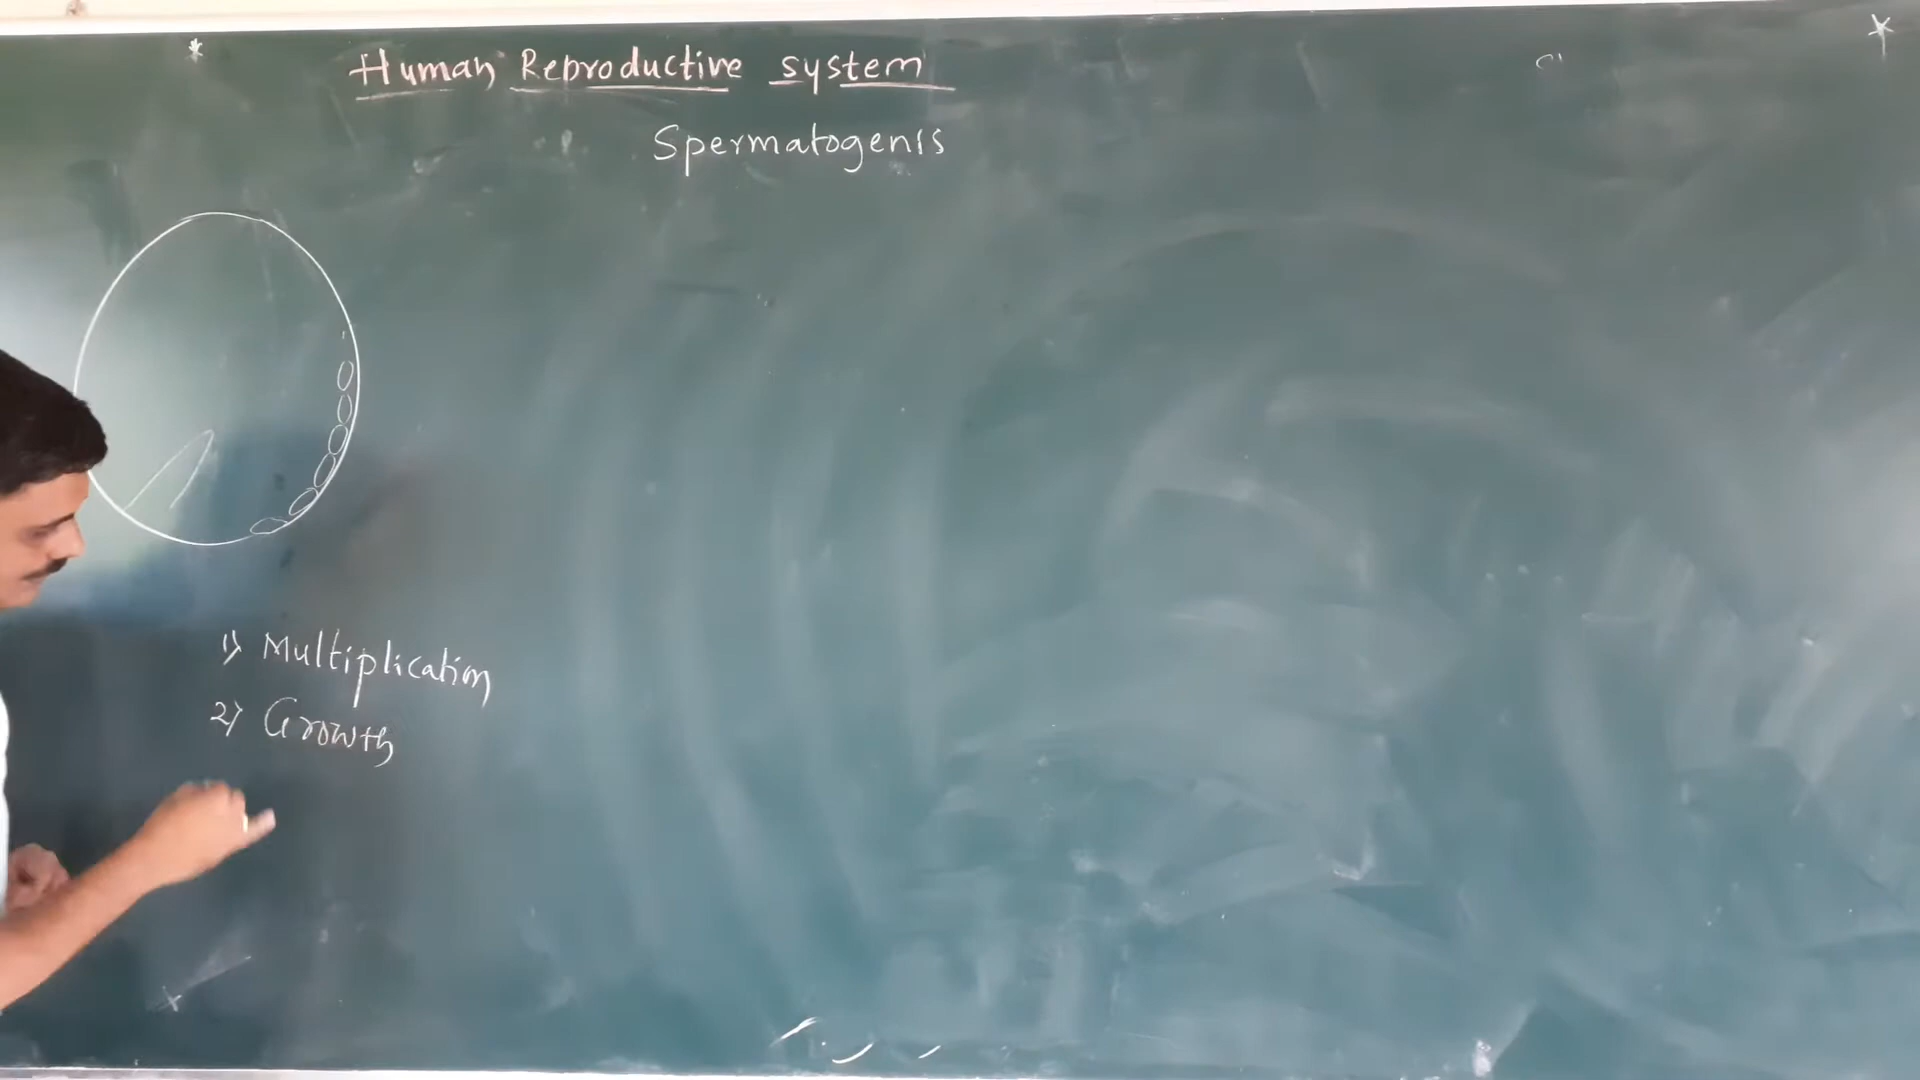 Human Reproductive system
Spermatogenis
1) Multiplication
2) Growth